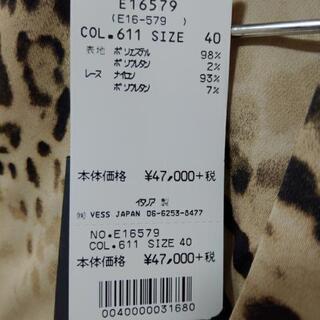 E16579
(E16-579 )
COL.611 SIZE 40
表地 ポリエステル 98%
ポリウレタン 2%
レース ナイロン 93%
ポリウレタン 7%
本体価格 ¥47,000+税
イタリア 製
㈱ VESS JAPAN 06-6253-8477
NO.E16579
COL.611 SIZE 40
本体価格 ¥47,000+税
0040000031680